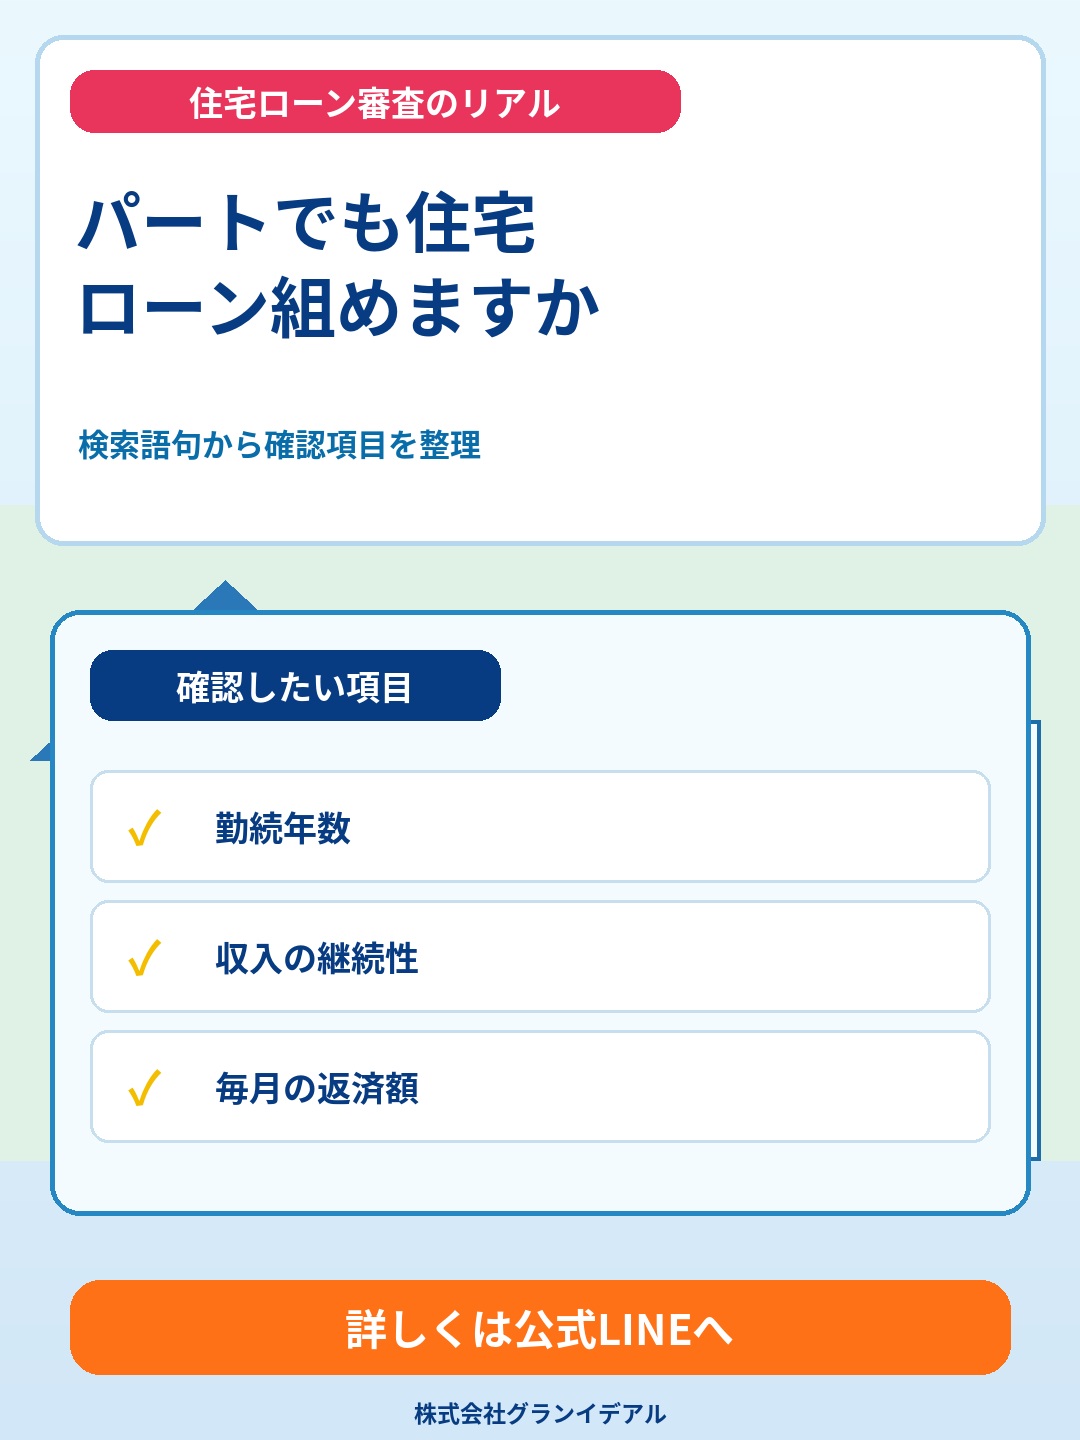 住宅ローン審査のリアル
パートでも住宅
ローン組めますか
検索語句から確認項目を整理
確認したい項目
✓ 勤続年数
✓ 収入の継続性
✓ 毎月の返済額
詳しくは公式LINEへ
株式会社グランイデアル